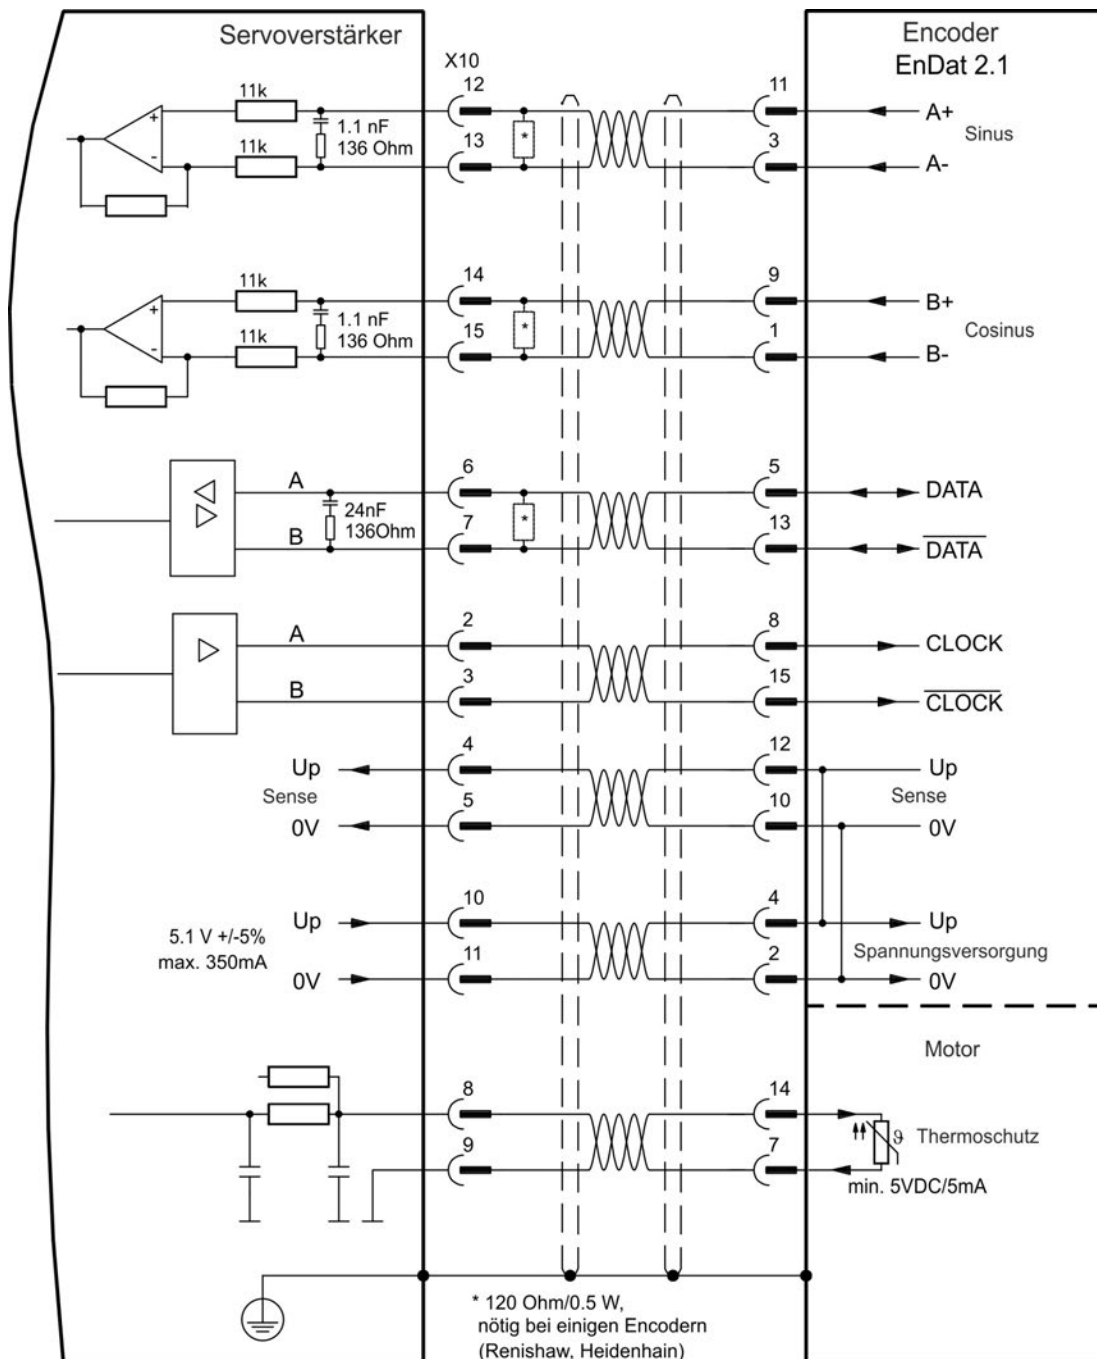 Servoverstärker
Encoder
EnDat 2.1
X10
11k
12
11
A+
+
1.1 nF
*
Sinus
11k
136 Ohm
13
3
A-
-
11k
14
9
B+
+
1.1 nF
*
Cosinus
11k
136 Ohm
15
1
B-
-
A
6
5
DATA
24nF
*
B
136Ohm
7
13
DATA
A
2
8
CLOCK
B
3
15
CLOCK
Up
4
12
Up
Sense
Sense
0V
5
10
0V
Up
10
4
Up
5.1 V +/-5%
Spannungsversorgung
max. 350mA
0V
11
2
0V
Motor
8
14
ϑ Thermoschutz
9
7
min. 5VDC/5mA
* 120 Ohm/0.5 W,
nötig bei einigen Encodern
(Renishaw, Heidenhain)